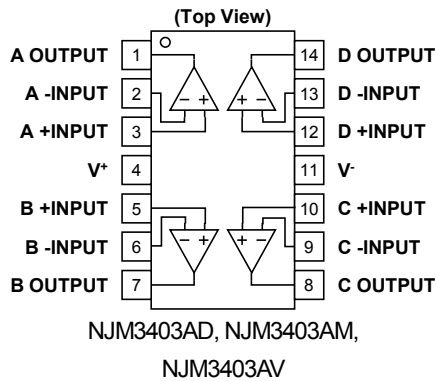 (Top View)
A OUTPUT 1 14 D OUTPUT
A -INPUT 2 13 D -INPUT
A +INPUT 3 12 D +INPUT
V+ 4 11 V-
B +INPUT 5 10 C +INPUT
B -INPUT 6 9 C -INPUT
B OUTPUT 7 8 C OUTPUT
− + + −
− + + −
NJM3403AD, NJM3403AM,
NJM3403AV